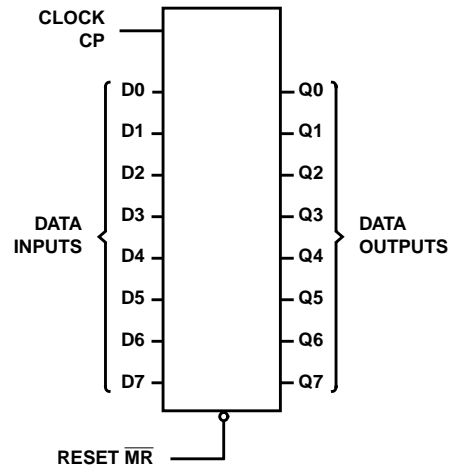 CLOCK
CP
D0
D1
D2
D3
D4
D5
D6
D7
DATA
INPUTS
Q0
Q1
Q2
Q3
Q4
Q5
Q6
Q7
DATA
OUTPUTS
RESET M̅R̅